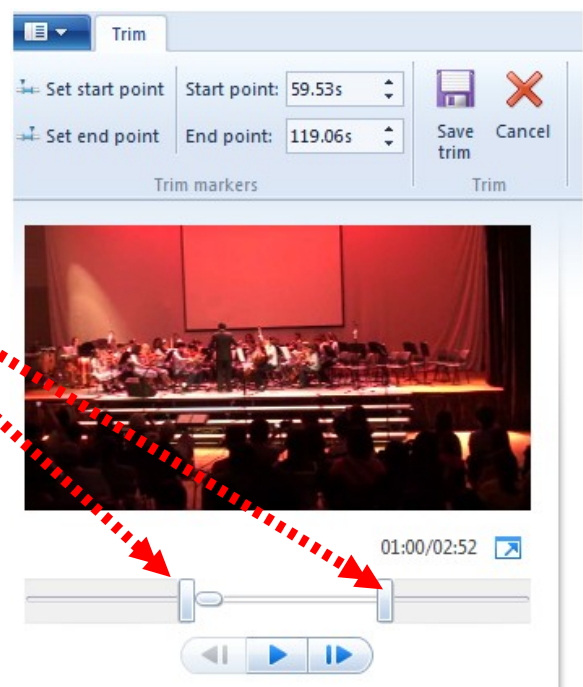 Trim
Set start point Start point: 59.53s
Set end point End point: 119.06s
Save trim
Cancel
Trim markers
Trim
01:00/02:52